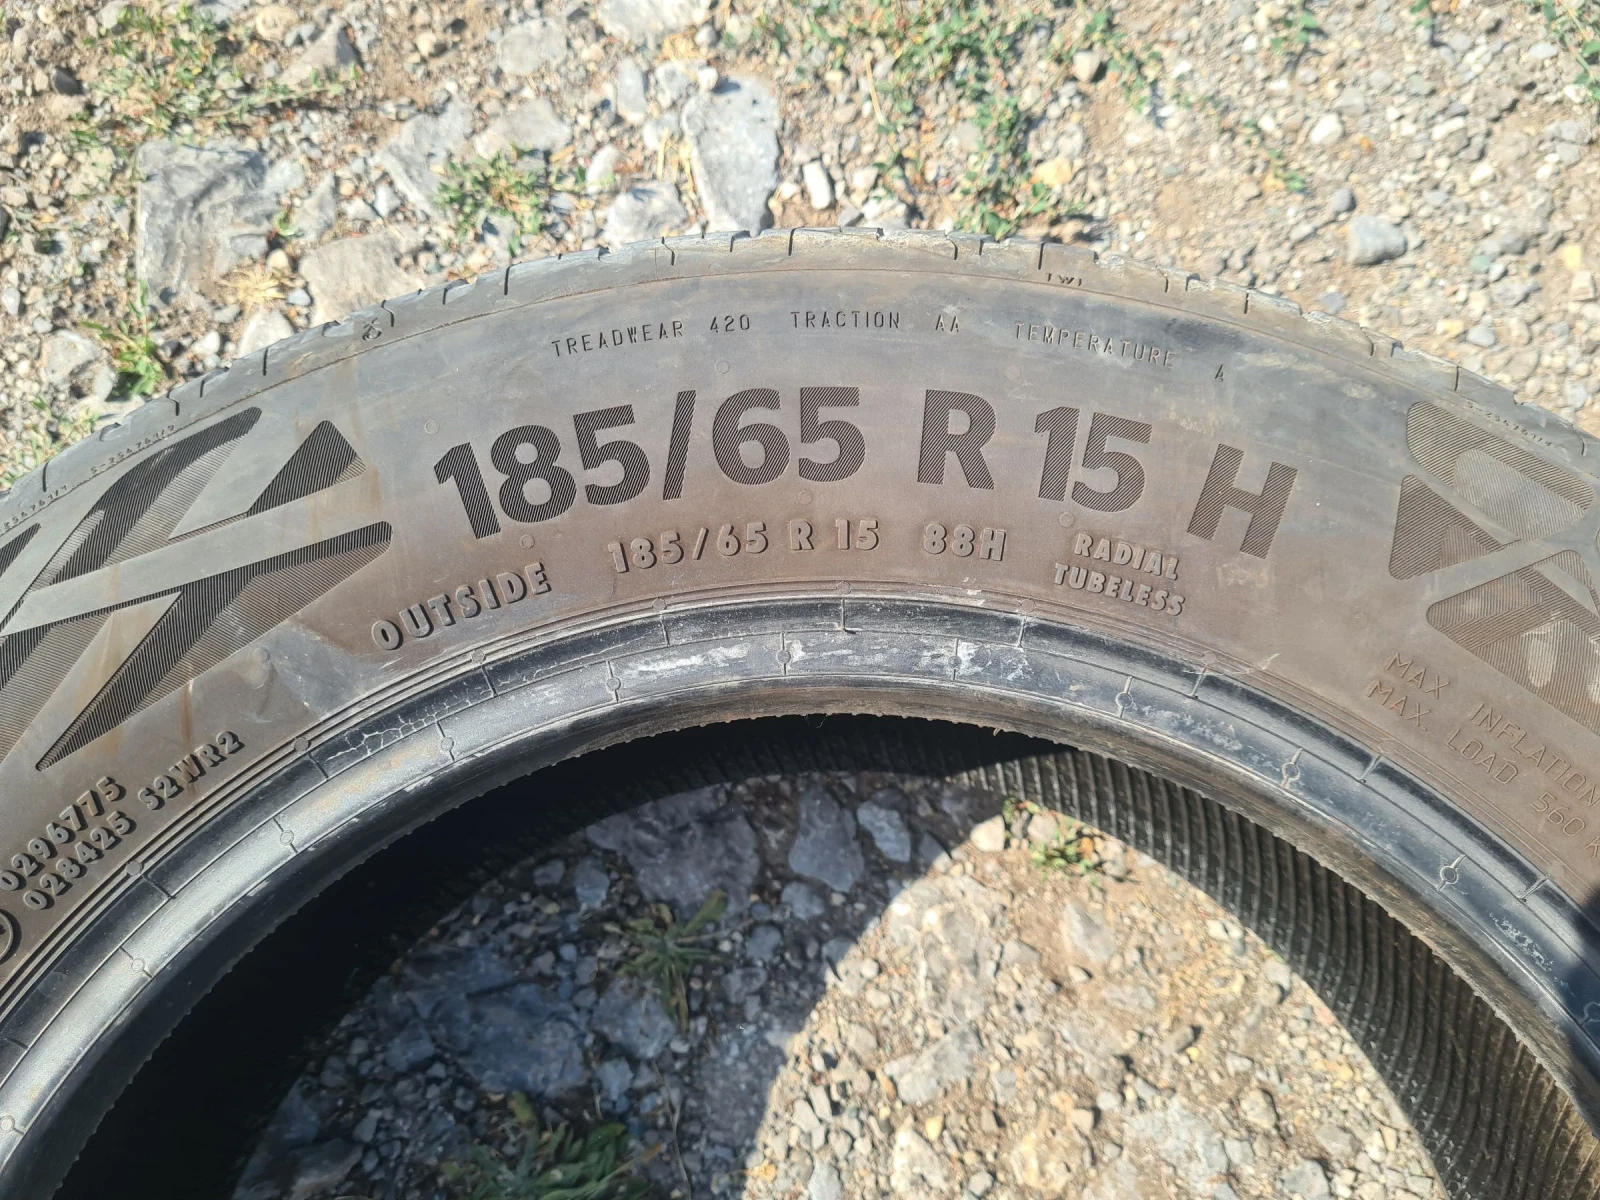 TWI
TREADWEAR 420 TRACTION AA TEMPERATURE A
185/65 R 15 H
OUTSIDE 185/65 R 15 88H RADIAL
TUBELESS
MAX INFLATION
MAX. LOAD 560 K
0296775
028425 S2WR2